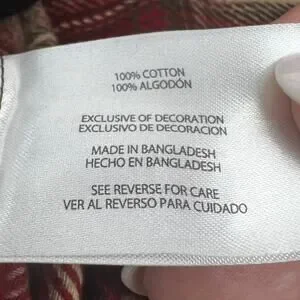 100% COTTON
100% ALGODÓN
EXCLUSIVE OF DECORATION
EXCLUSIVO DE DECORACION
MADE IN BANGLADESH
HECHO EN BANGLADESH
SEE REVERSE FOR CARE
VER AL REVERSO PARA CUIDADO